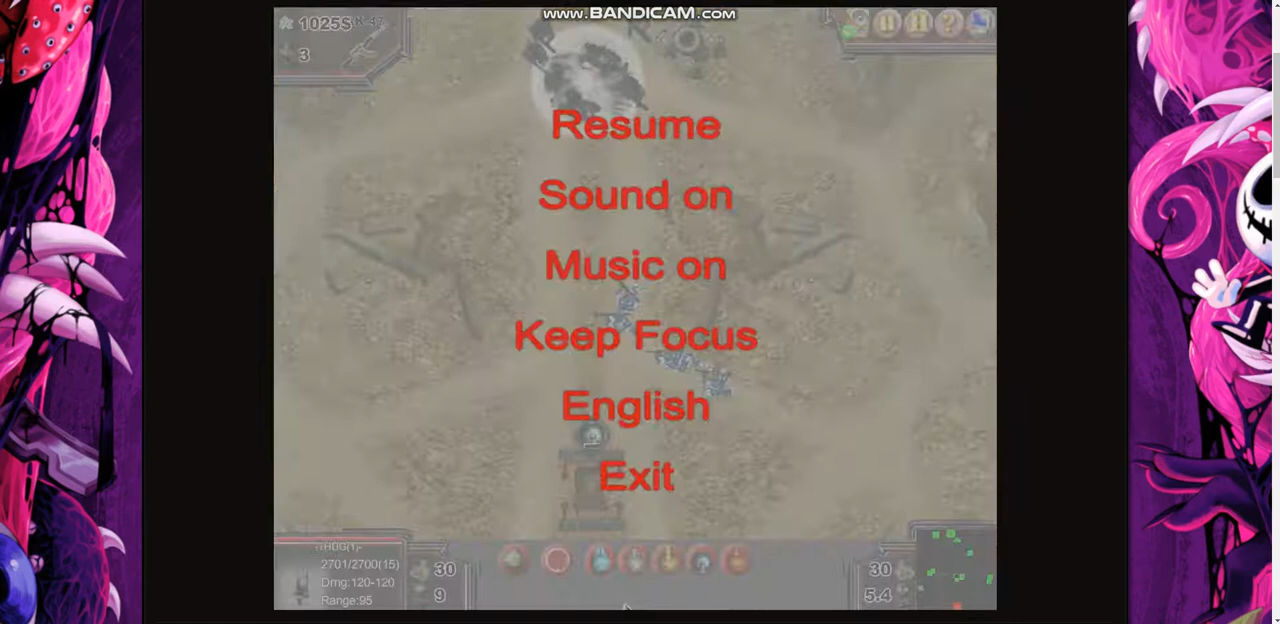 www.BANDICAM.com
1025$
3
Resume
Sound on
Music on
Keep Focus
English
Exit
2701/2700(15)
Dmg:120-120
Range:95
30
9
30
5.4